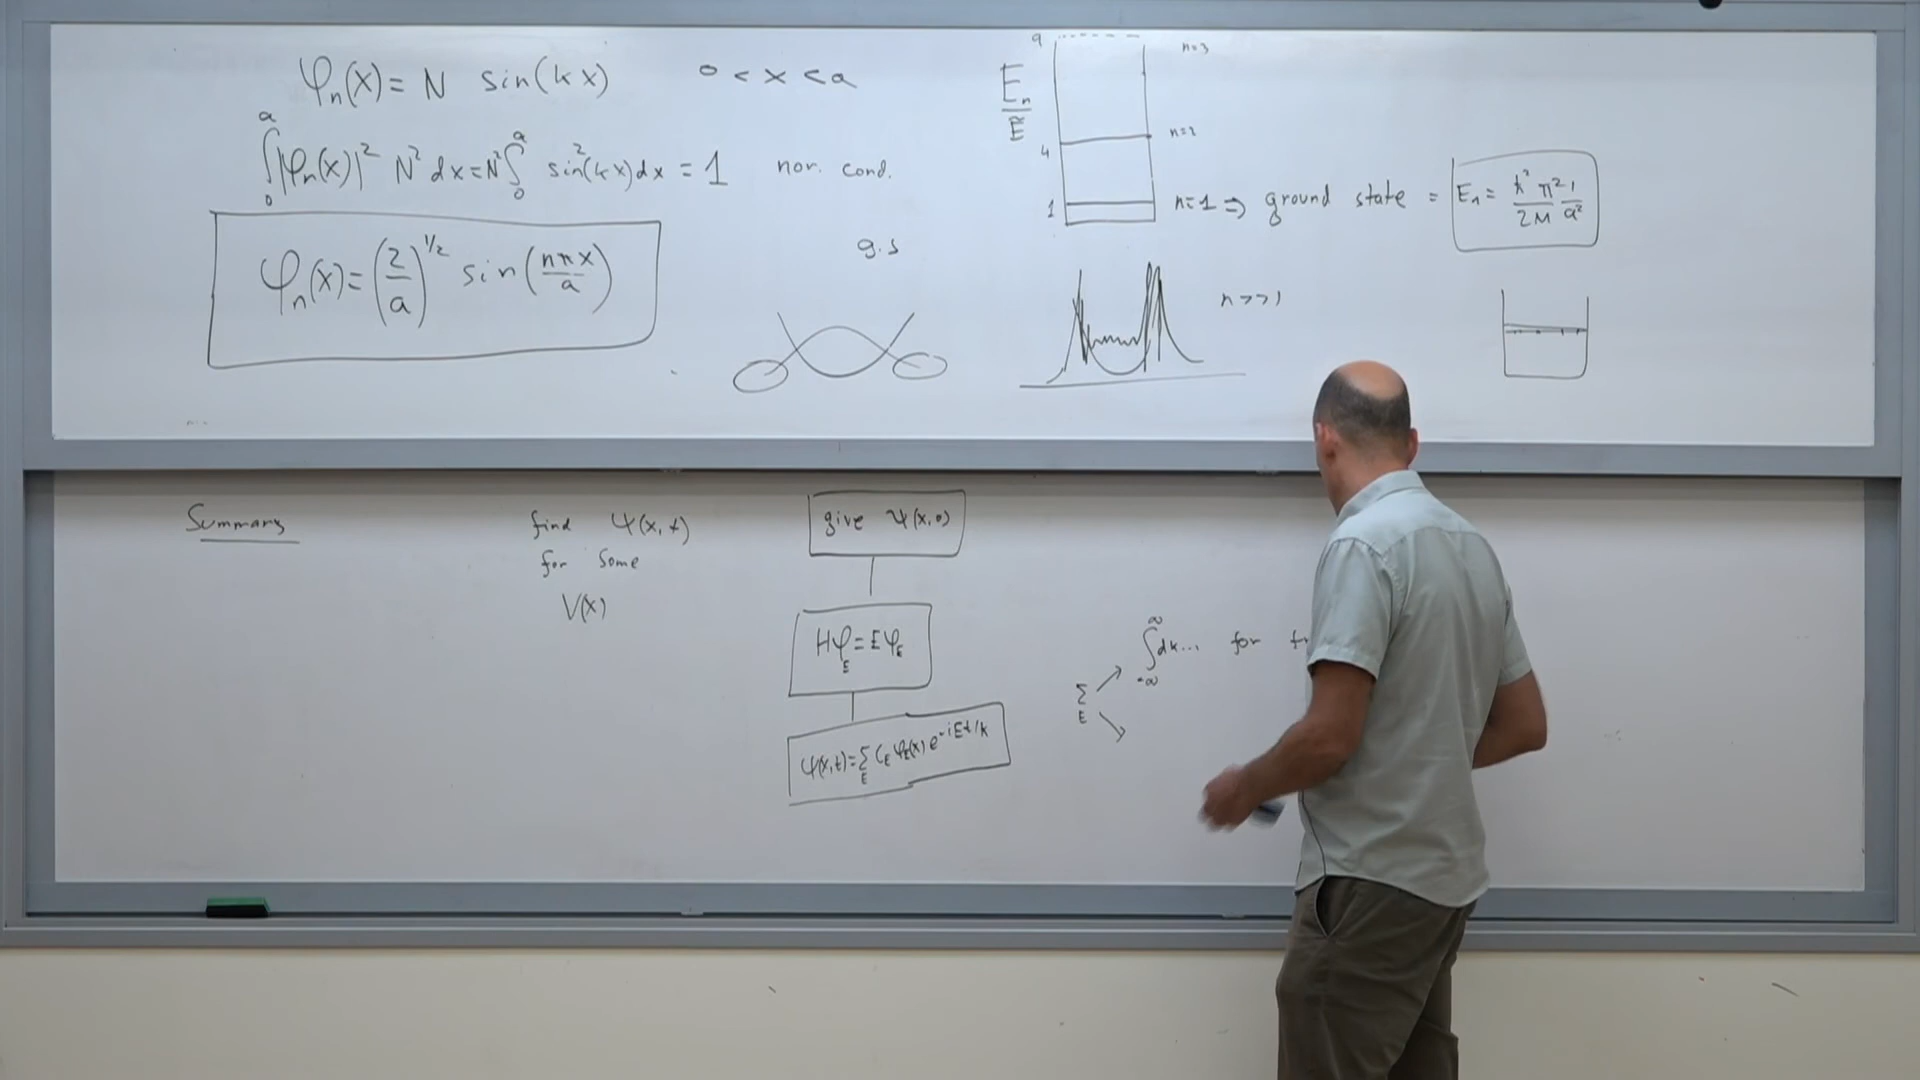 φₙ(x) = N sin(kx) 0 < x < a
∫₀ᵃ |φₙ(x)|² N² dx = N² ∫₀ᵃ sin²(kx) dx = 1 nor. cond.
φₙ(x) = (2/a)^1/2 sin(nπx/a)
g.s
Eₙ/Ẽ
9 n=3
4 n=2
1 n=1 ⇒ ground state = E₁ = ħ²π²/2M 1/a²
n>>1
Summary
find Ψ(x,t)
for some
V(x)
give Ψ(x,0)
Hφ_E = Eφ_E
Ψ(x,t) = Σ_E C_E φ_E(x) e^-iEt/ħ
Σ_E
∫_-∞^∞ dk... for